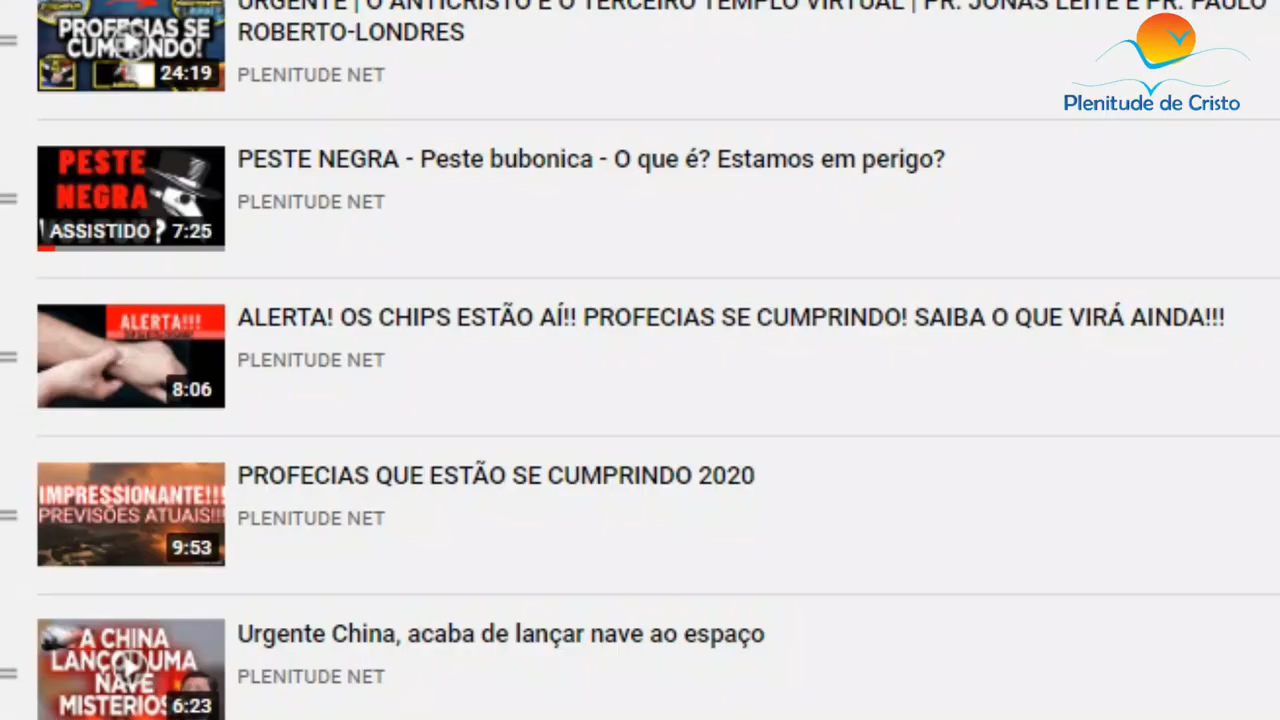 URGENTE | O ANTICRISTO E O TERCEIRO TEMPLO VIRTUAL | PR. JONAS LEITE E PR. PAULO
ROBERTO-LONDRES
PROFECIAS SE
CUMPRINDO!
24:19
PLENITUDE NET
Plenitude de Cristo
PESTE NEGRA - Peste bubonica - O que é? Estamos em perigo?
PESTE
NEGRA
ASSISTIDO
?
7:25
PLENITUDE NET
ALERTA! OS CHIPS ESTÃO AÍ!! PROFECIAS SE CUMPRINDO! SAIBA O QUE VIRÁ AINDA!!!
ALERTA!!!
8:06
PLENITUDE NET
PROFECIAS QUE ESTÃO SE CUMPRINDO 2020
IMPRESSIONANTE!!!
PREVISÕES ATUAIS!!!
9:53
PLENITUDE NET
Urgente China, acaba de lançar nave ao espaço
A CHINA
LANÇOU UMA
NAVE
MISTERIOS
6:23
PLENITUDE NET